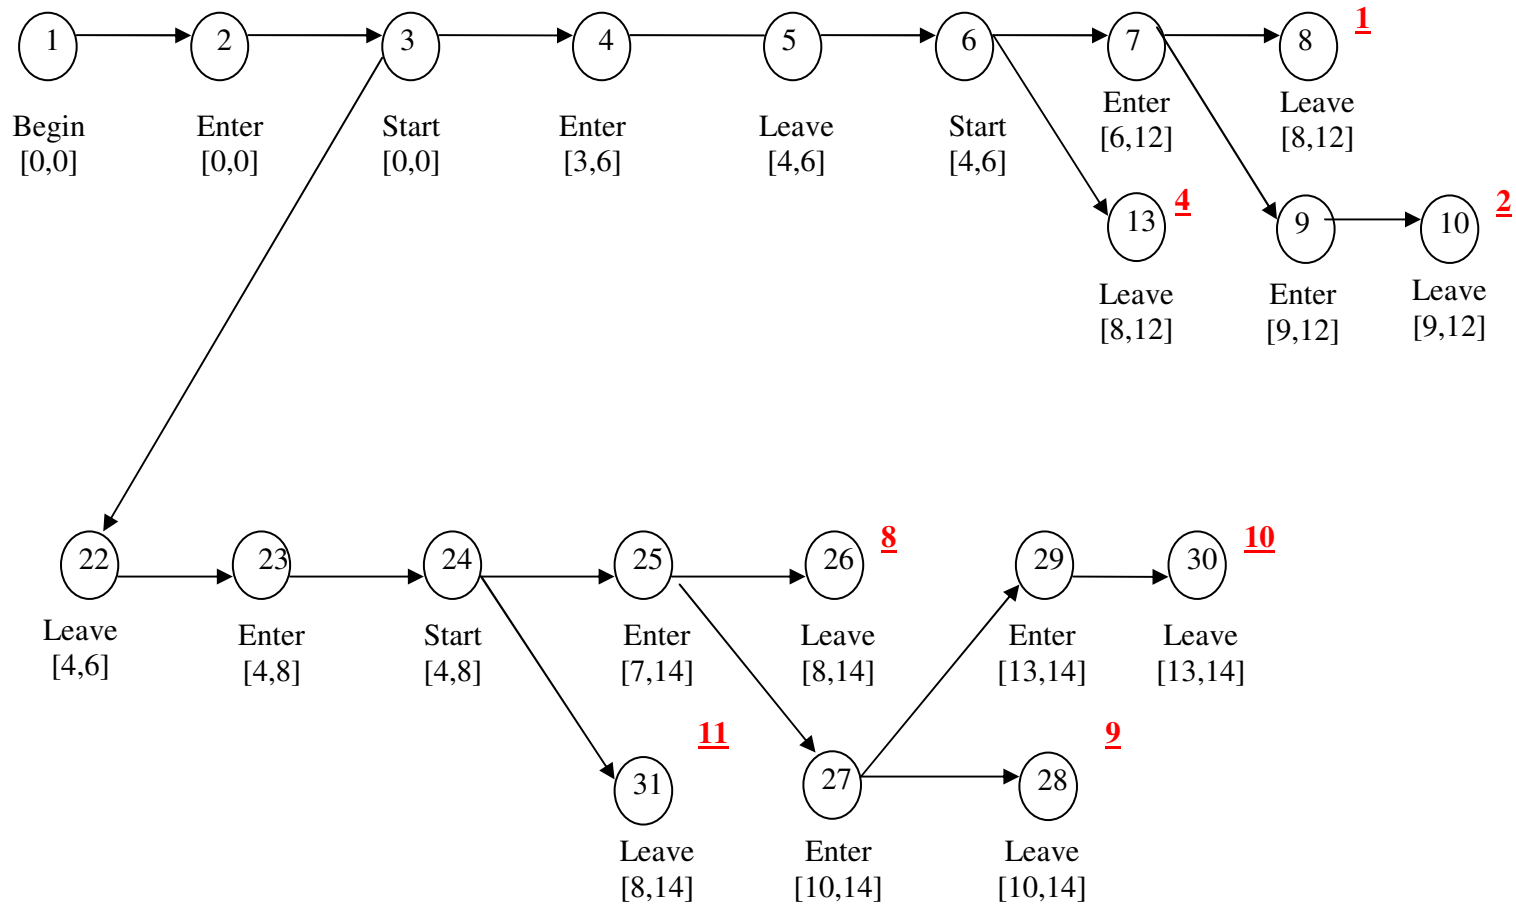 1
2
3
4
5
6
7
8
1
Begin
[0,0]
Enter
[0,0]
Start
[0,0]
Enter
[3,6]
Leave
[4,6]
Start
[4,6]
Enter
[6,12]
Leave
[8,12]
13
4
9
10
2
Leave
[8,12]
Enter
[9,12]
Leave
[9,12]
22
23
24
25
26
8
29
30
10
Leave
[4,6]
Enter
[4,8]
Start
[4,8]
Enter
[7,14]
Leave
[8,14]
Enter
[13,14]
Leave
[13,14]
31
11
27
28
9
Leave
[8,14]
Enter
[10,14]
Leave
[10,14]